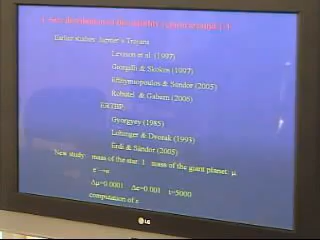 Earlier studies: Jupiter's Trojans
Levison et al. (1997)
Giorgilli & Skokos (1997)
Efthymiopoulos & Sándor (2005)
Robutel & Gabern (2006)
ERTBP:
Györgyey (1985)
Lohinger & Dvorak (1993)
Érdi & Sándor (2005)
New study: mass of the star: 1 mass of the giant planet: μ
Δμ=0.0001 Δe=0.001 t=5000
computation of ε
LG